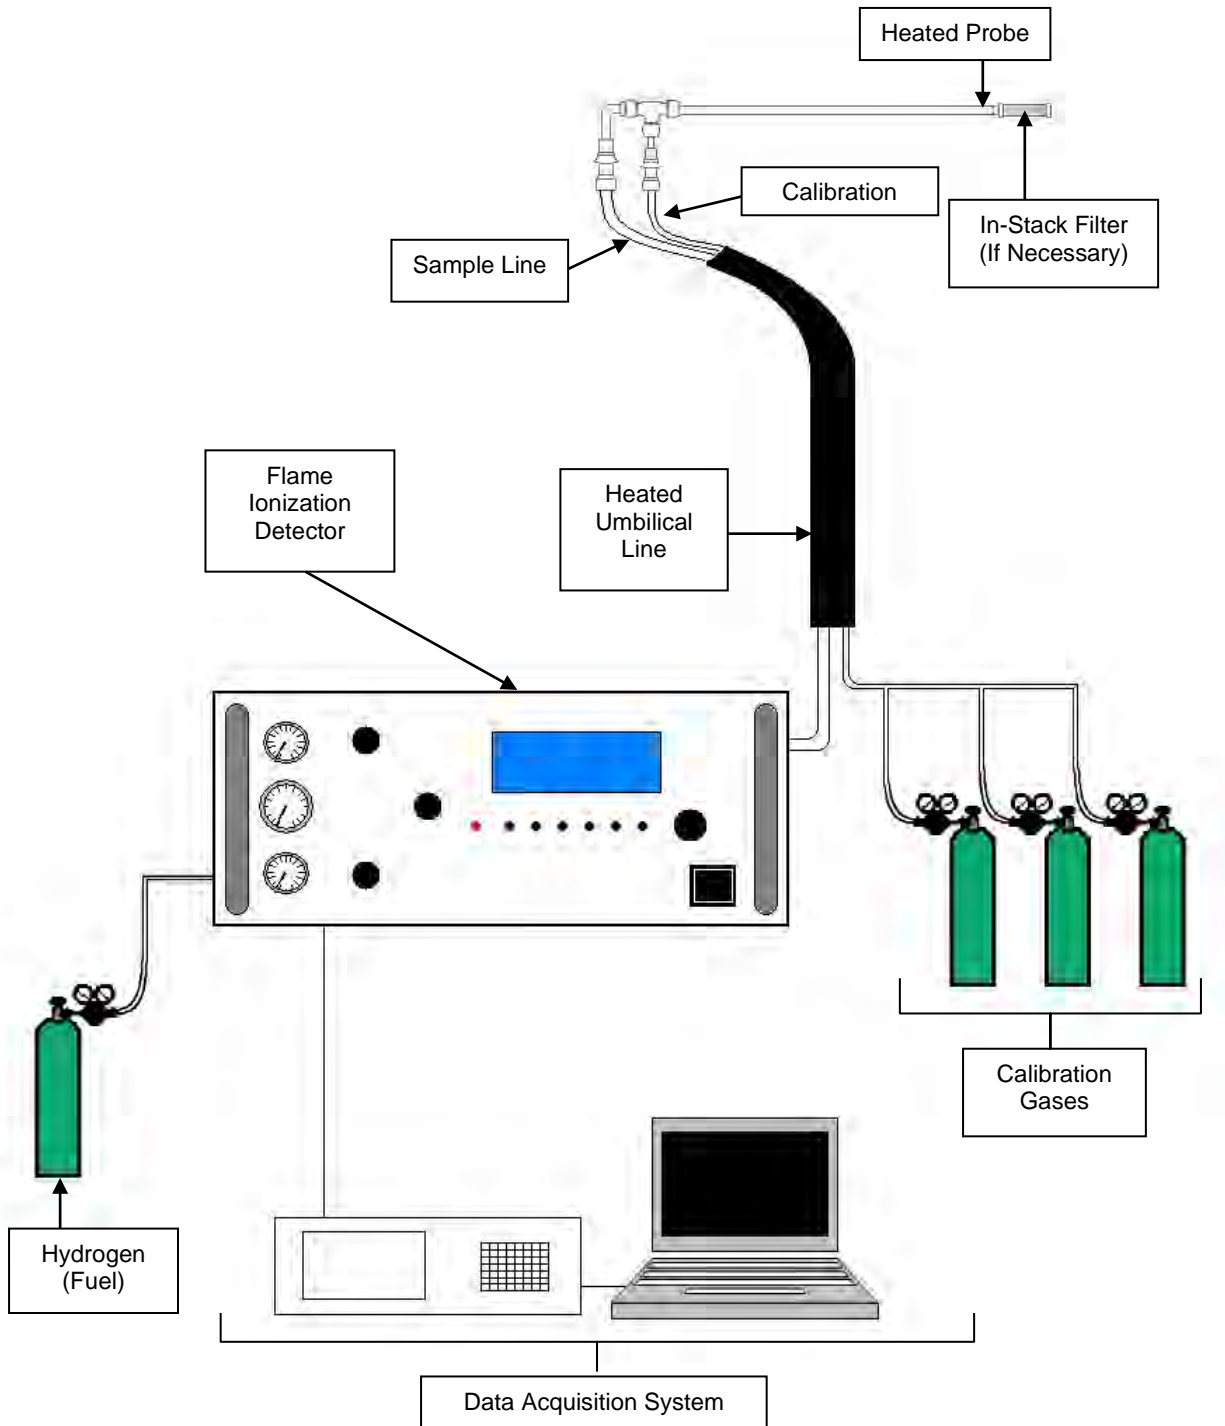 Heated Probe
Calibration
In-Stack Filter
(If Necessary)
Sample Line
Flame
Ionization
Detector
Heated
Umbilical
Line
Calibration
Gases
Hydrogen
(Fuel)
Data Acquisition System